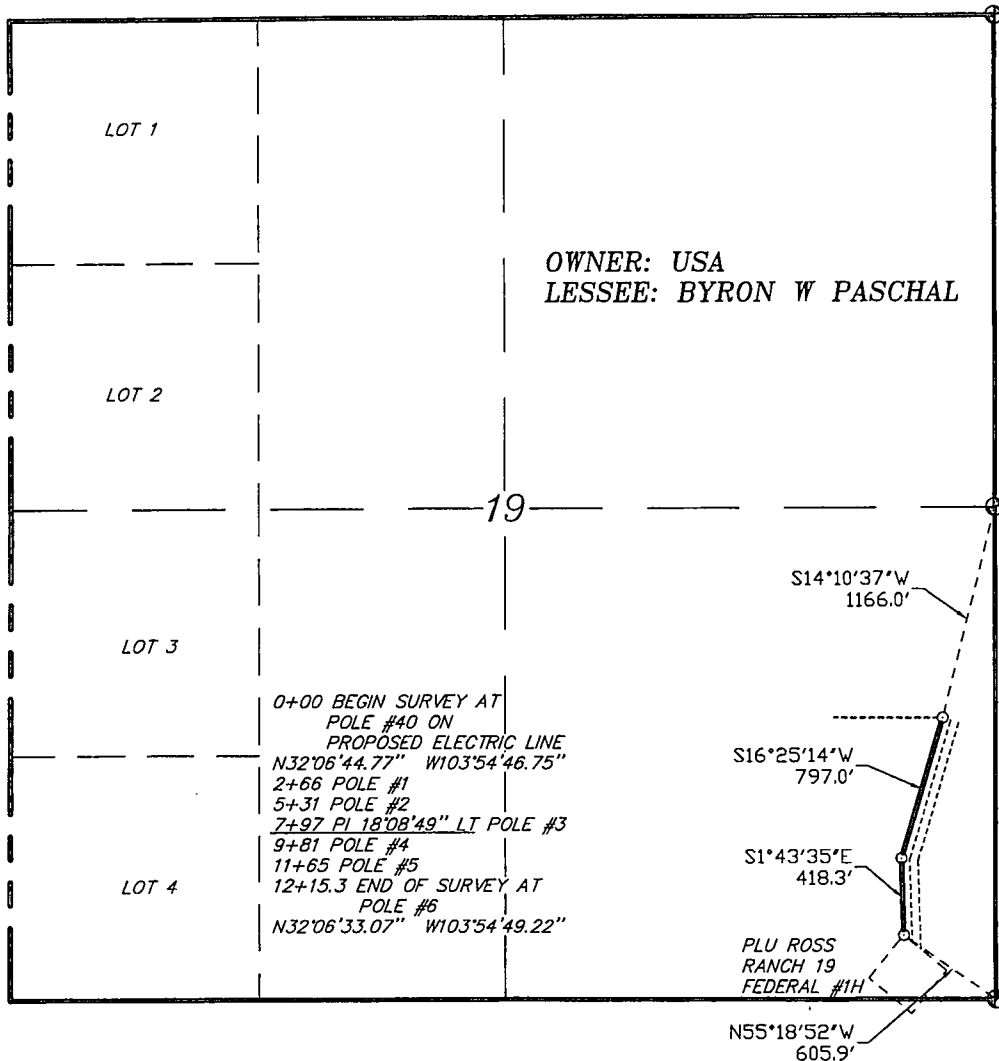 LOT 1
OWNER: USA
LESSEE: BYRON W PASCHAL
LOT 2
19
S14°10'37"W
1166.0'
LOT 3
0+00 BEGIN SURVEY AT
POLE #40 ON
PROPOSED ELECTRIC LINE
N32°06'44.77" W103°54'46.75"
2+66 POLE #1
5+31 POLE #2
7+97 PI 18°08'49" LT POLE #3
9+81 POLE #4
11+65 POLE #5
12+15.3 END OF SURVEY AT
POLE #6
N32°06'33.07" W103°54'49.22"
S16°25'14"W
797.0'
S1°43'35"E
418.3'
LOT 4
PLU ROSS
RANCH 19
FEDERAL #1H
N55°18'52"W
605.9'